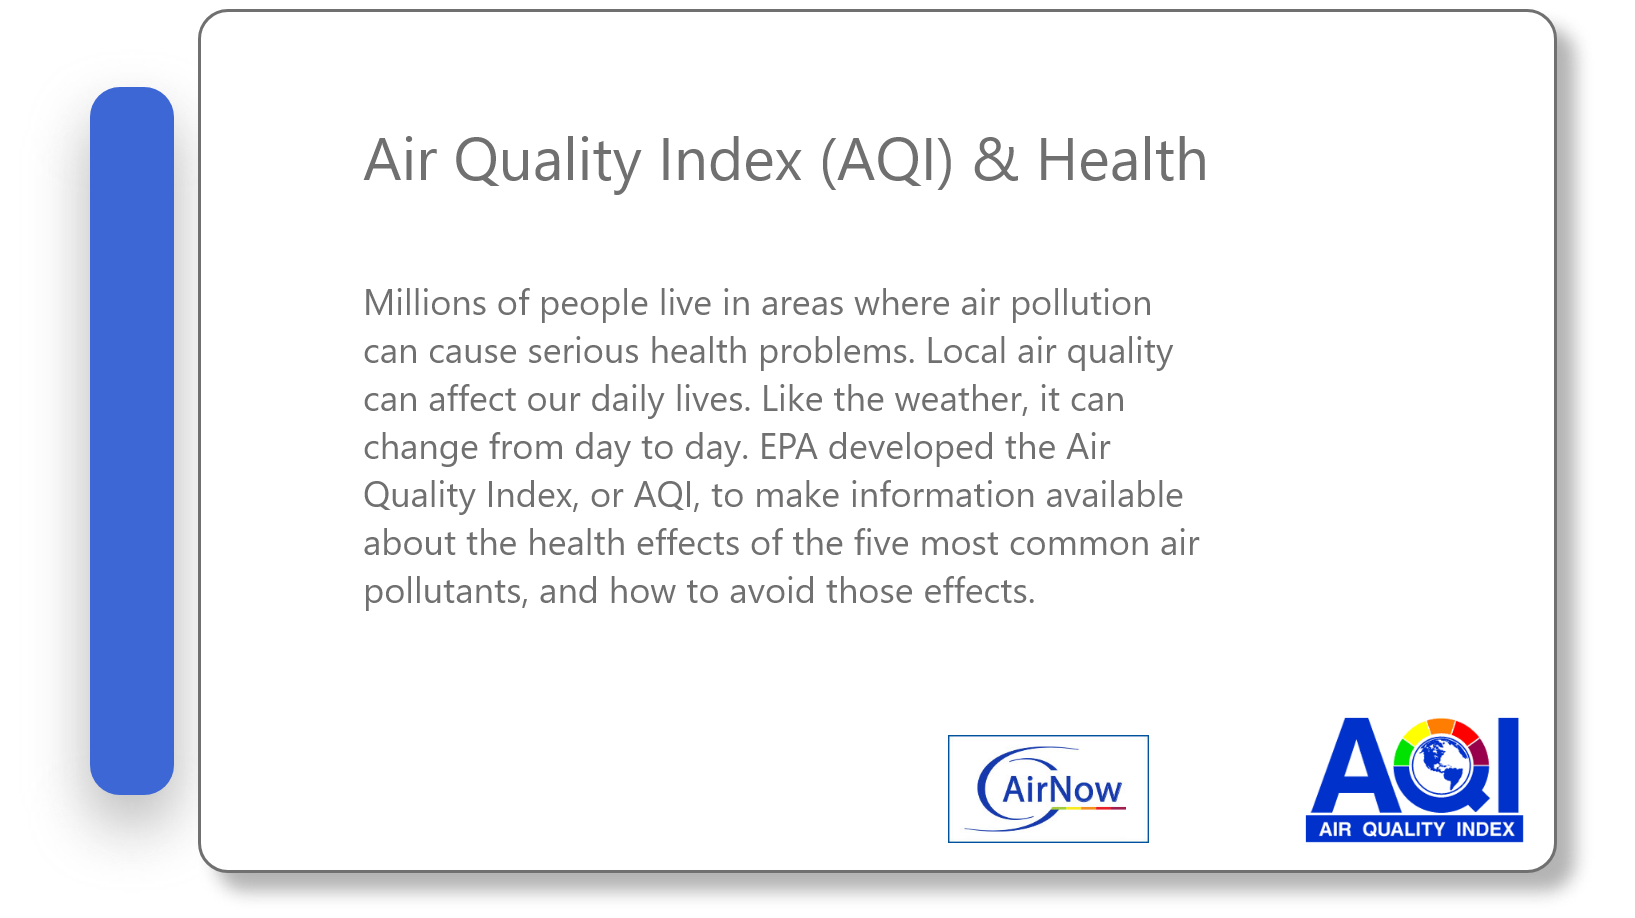 Air Quality Index (AQI) & Health
Millions of people live in areas where air pollution
can cause serious health problems. Local air quality
can affect our daily lives. Like the weather, it can
change from day to day. EPA developed the Air
Quality Index, or AQI, to make information available
about the health effects of the five most common air
pollutants, and how to avoid those effects.
AirNow
AQI
AIR QUALITY INDEX